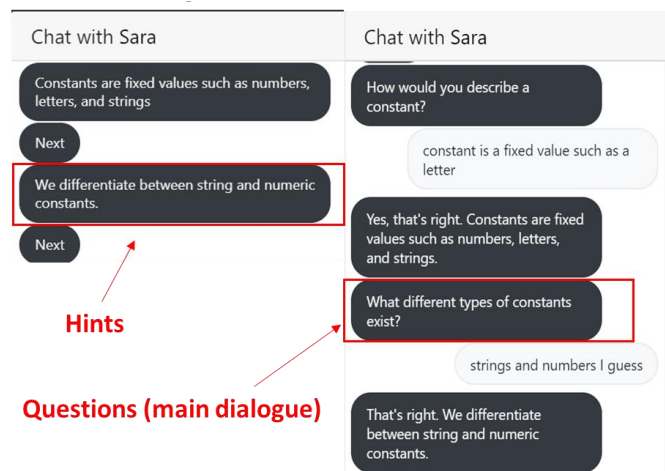 Chat with Sara
Constants are fixed values such as numbers,
letters, and strings
Next
We differentiate between string and numeric
constants.
Next
Hints
Questions (main dialogue)
Chat with Sara
How would you describe a
constant?
constant is a fixed value such as a
letter
Yes, that's right. Constants are fixed
values such as numbers, letters,
and strings.
What different types of constants
exist?
strings and numbers I guess
That's right. We differentiate
between string and numeric
constants.